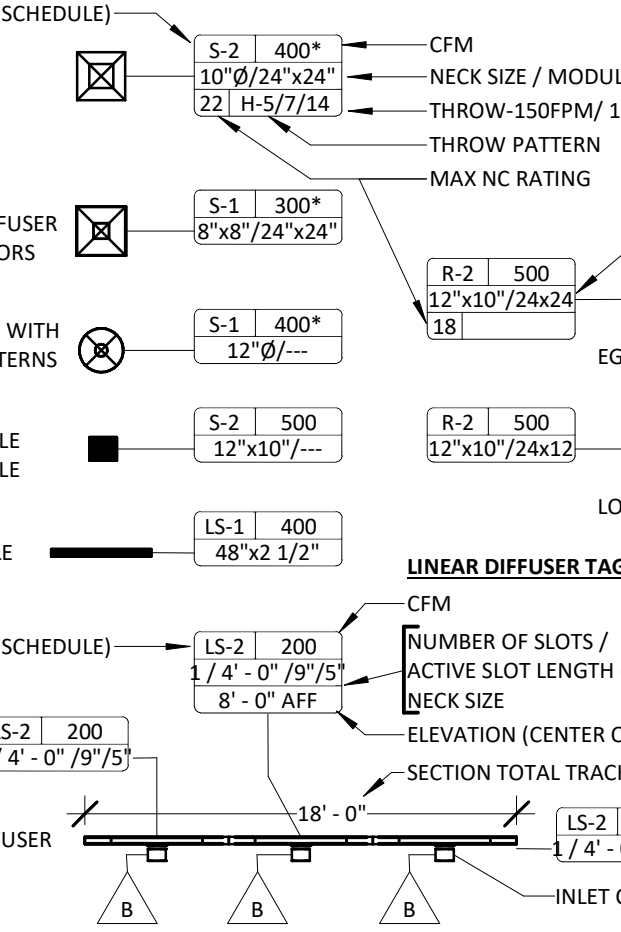 SCHEDULE)
S-2 400*
10"Ø/24"x24"
22 H-5/7/14
CFM
NECK SIZE / MODUL
THROW-150FPM/ 1
THROW PATTERN
MAX NC RATING
FUSER
ORS
S-1 300*
8"x8"/24"x24"
R-2 500
12"x10"/24x24
18
WITH
TERNS
S-1 400*
12"Ø/---
EG
LE
LE
S-2 500
12"x10"/---
R-2 500
12"x10"/24x12
LO
LE
LS-1 400
48"x2 1/2"
LINEAR DIFFUSER TAG
SCHEDULE)
LS-2 200
1 / 4' - 0" /9"/5"
8' - 0" AFF
CFM
NUMBER OF SLOTS /
ACTIVE SLOT LENGTH
NECK SIZE
ELEVATION (CENTER O
SECTION TOTAL TRACK
LS-2 200
/ 4' - 0" /9"/5"
18' - 0"
FUSER
LS-2
1 / 4' - 0
INLET C
B
B
B